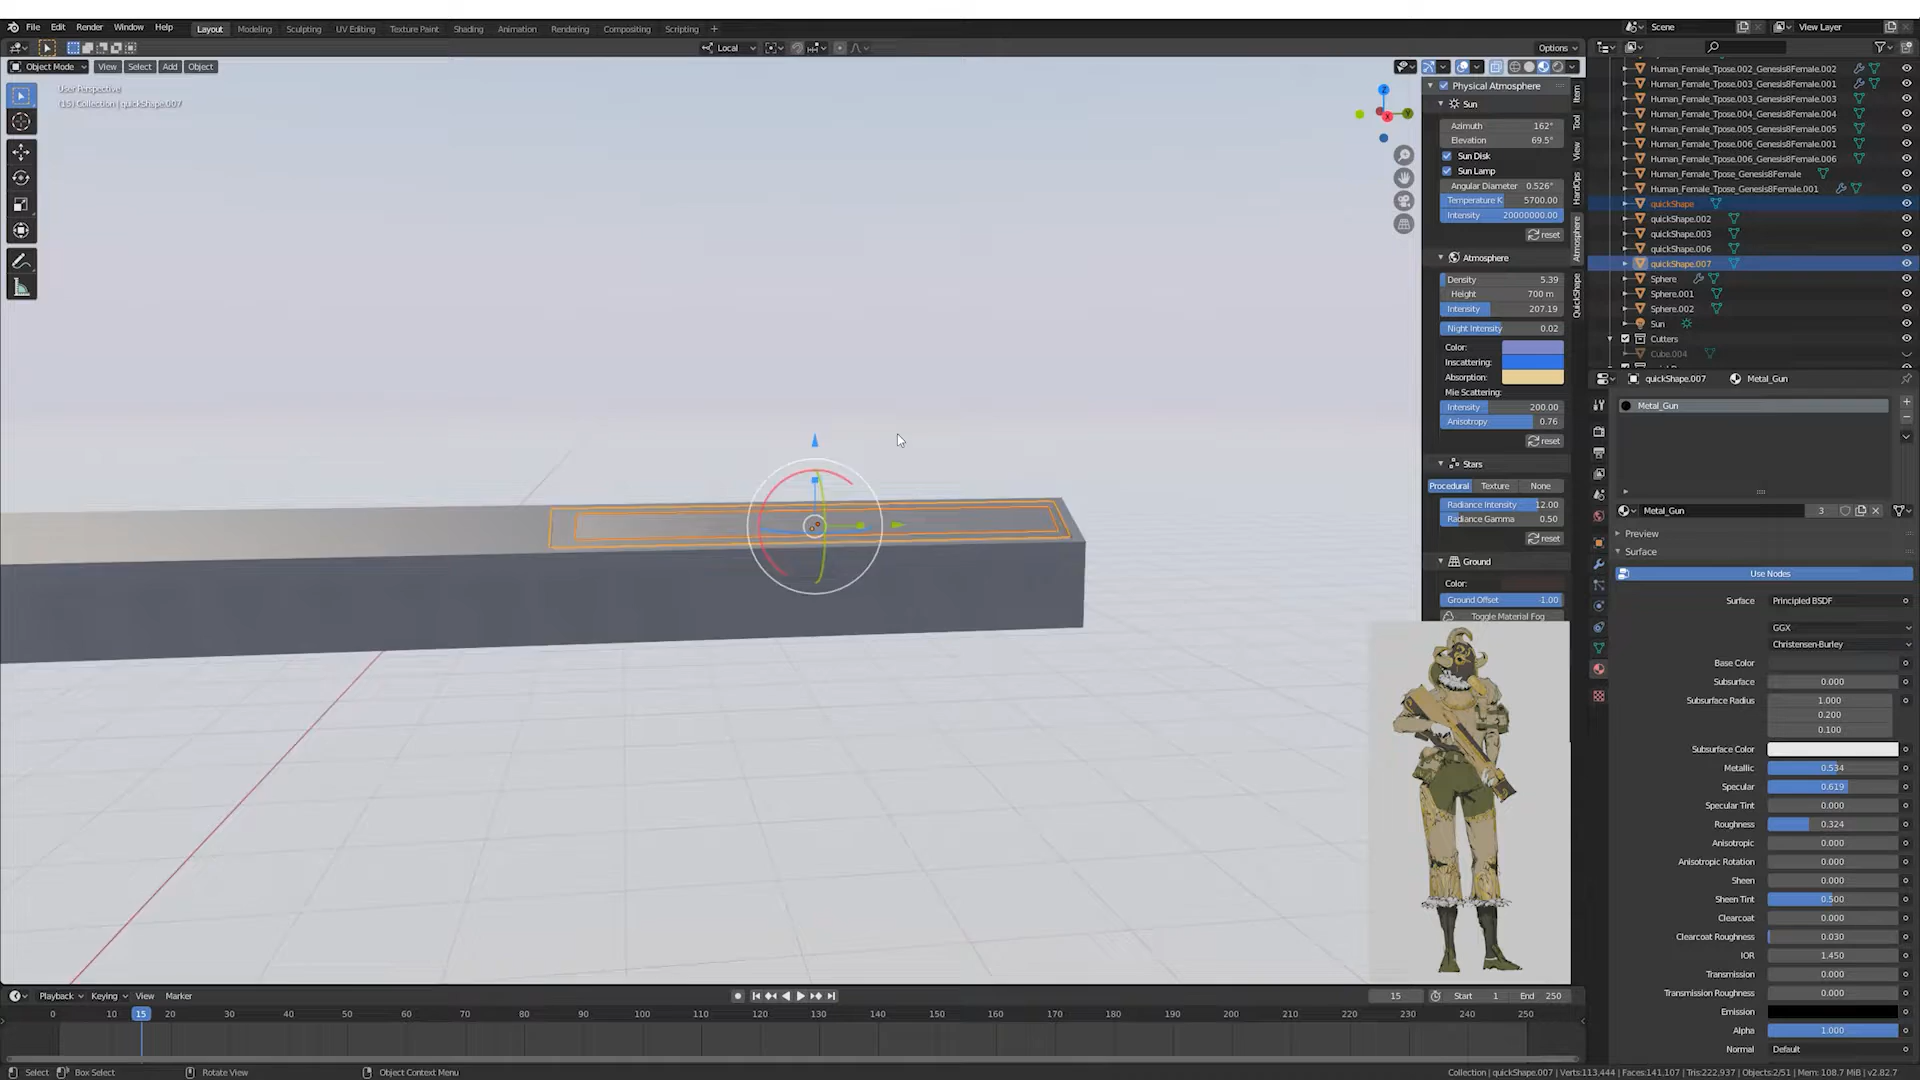 File Edit Render Window Help Layout Modeling Sculpting UV Editing Texture Paint Shading Animation Rendering Compositing Scripting + Scene View Layer
Local Options
Object Mode View Select Add Object
User Perspective
(15) Collection | quickShape.007
Z
Y
X
Physical Atmosphere
Sun
Azimuth 162°
Elevation 69.5°
Sun Disk
Sun Lamp
Angular Diameter 0.526°
Temperature K 5700.00
Intensity 20000000.00
reset
Atmosphere
Density 5.39
Height 700 m
Intensity 207.19
Night Intensity 0.02
Color:
Inscattering:
Absorption:
Mie Scattering:
Intensity 200.00
Anisotropy 0.76
reset
Stars
Procedural Texture None
Radiance Intensity 12.00
Radiance Gamma 0.50
reset
Ground
Color:
Ground Offset -1.00
Toggle Material Fog
Item
Tool
View
HardOps
Atmosphere
QuickShape
Human_Female_Tpose.002_Genesis8Female.002
Human_Female_Tpose.003_Genesis8Female.001
Human_Female_Tpose.003_Genesis8Female.003
Human_Female_Tpose.004_Genesis8Female.004
Human_Female_Tpose.005_Genesis8Female.005
Human_Female_Tpose.006_Genesis8Female.001
Human_Female_Tpose.006_Genesis8Female.006
Human_Female_Tpose_Genesis8Female
Human_Female_Tpose_Genesis8Female.001
quickShape
quickShape.002
quickShape.003
quickShape.006
quickShape.007
Sphere
Sphere.001
Sphere.002
Sun
Cutters
Cube.004
quickShape.007 Metal_Gun
Metal_Gun
Metal_Gun 3
Preview
Surface
Use Nodes
Surface Principled BSDF
GGX
Christensen-Burley
Base Color
Subsurface 0.000
Subsurface Radius 1.000
0.200
0.100
Subsurface Color
Metallic 0.534
Specular 0.619
Specular Tint 0.000
Roughness 0.324
Anisotropic 0.000
Anisotropic Rotation 0.000
Sheen 0.000
Sheen Tint 0.500
Clearcoat 0.000
Clearcoat Roughness 0.030
IOR 1.450
Transmission 0.000
Transmission Roughness 0.000
Emission
Alpha 1.000
Normal Default
Playback Keying View Marker 15 Start 1 End 250
0 10 15 20 30 40 50 60 70 80 90 100 110 120 130 140 150 160 170 180 190 200 210 220 230 240 250
Select Box Select Rotate View Object Context Menu Collection | quickShape.007 | Verts:113,444 | Faces:141,107 | Tris:222,937 | Objects:2/51 | Mem: 108.7 MiB | v2.82.7